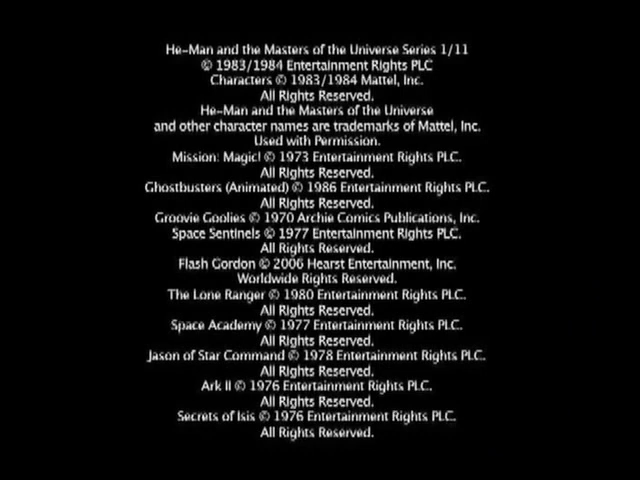 He-Man and the Masters of the Universe Series 1/11
© 1983/1984 Entertainment Rights PLC
Characters © 1983/1984 Mattel, Inc.
All Rights Reserved.
He-Man and the Masters of the Universe
and other character names are trademarks of Mattel, Inc.
Used with Permission.
Mission: Magic! © 1973 Entertainment Rights PLC.
All Rights Reserved.
Ghostbusters (Animated) © 1986 Entertainment Rights PLC.
All Rights Reserved.
Groovie Goolies © 1970 Archie Comics Publications, Inc.
Space Sentinels © 1977 Entertainment Rights PLC.
All Rights Reserved.
Flash Gordon © 2006 Hearst Entertainment, Inc.
Worldwide Rights Reserved.
The Lone Ranger © 1980 Entertainment Rights PLC.
All Rights Reserved.
Space Academy © 1977 Entertainment Rights PLC.
All Rights Reserved.
Jason of Star Command © 1978 Entertainment Rights PLC.
All Rights Reserved.
Ark II © 1976 Entertainment Rights PLC.
All Rights Reserved.
Secrets of Isis © 1976 Entertainment Rights PLC.
All Rights Reserved.